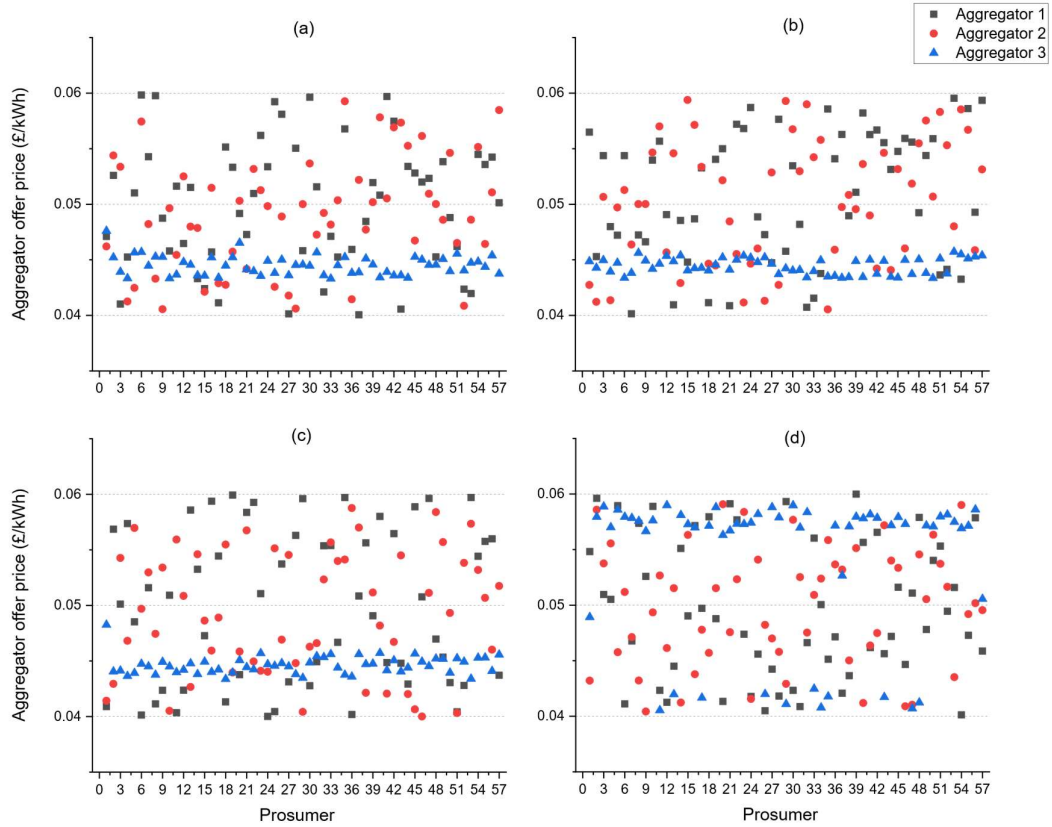 (a)
(b)
Aggregator 1
Aggregator 2
Aggregator 3
Aggregator offer price (£/kWh)
0.06
0.05
0.04
0 3 6 9 12 15 18 21 24 27 30 33 36 39 42 45 48 51 54 57
0.06
0.05
0.04
0 3 6 9 12 15 18 21 24 27 30 33 36 39 42 45 48 51 54 57
(c)
(d)
Aggregator offer price (£/kWh)
0.06
0.05
0.04
0 3 6 9 12 15 18 21 24 27 30 33 36 39 42 45 48 51 54 57
Prosumer
0.06
0.05
0.04
0 3 6 9 12 15 18 21 24 27 30 33 36 39 42 45 48 51 54 57
Prosumer